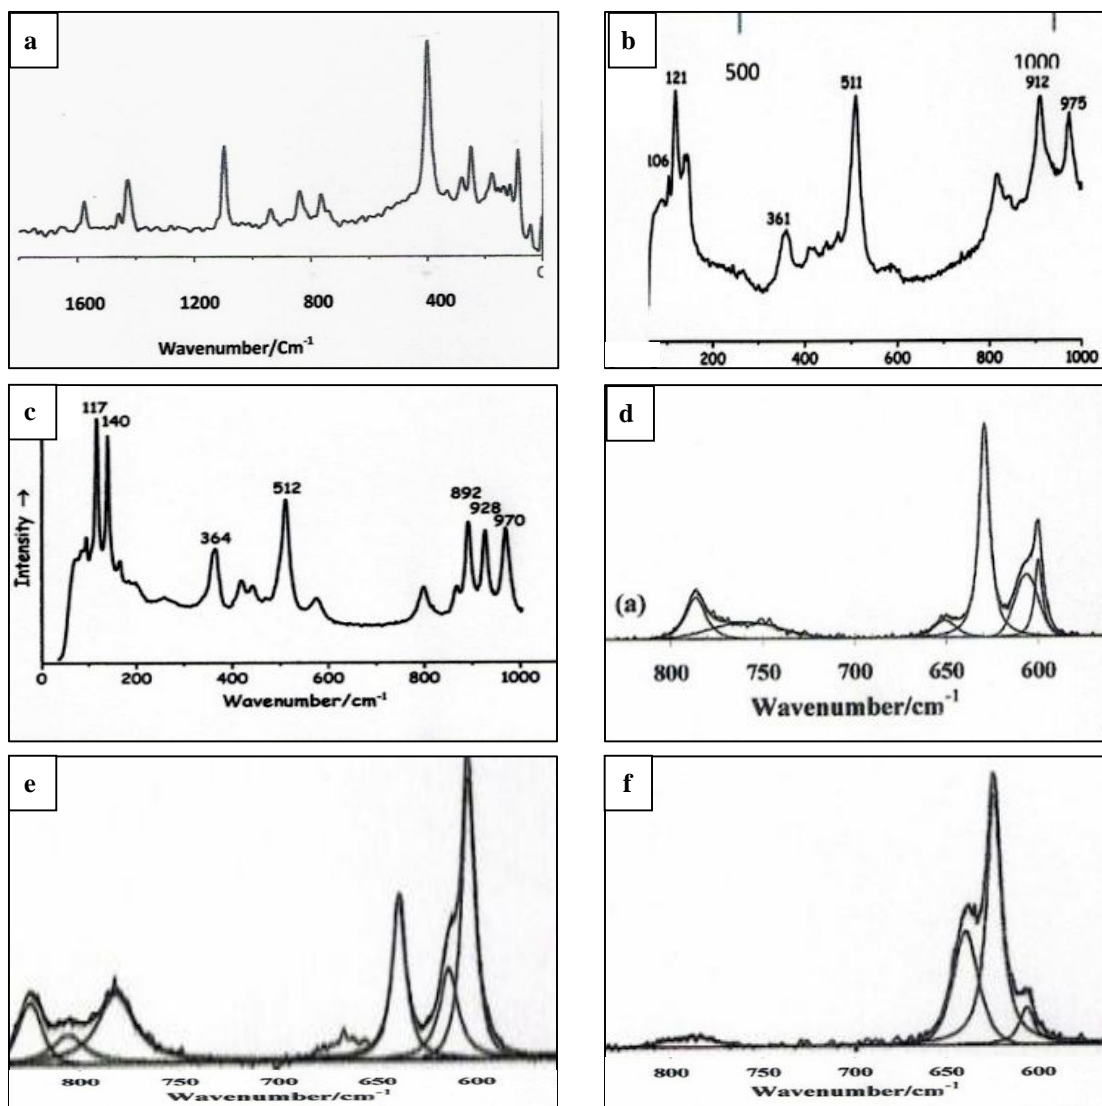 a
1600 1200 800 400
Wavenumber/Cm-1
b
500 1000
121 511 912 975
106 361
200 400 600 800 1000
c
117
140
364
512
892
928
970
Intensity →
0 200 400 600 800 1000
Wavenumber/cm-1
d
(a)
800 750 700 650 600
Wavenumber/cm-1
e
800 750 700 650 600
Wavenumber/cm-1
f
800 750 700 650 600
Wavenumber/cm-1